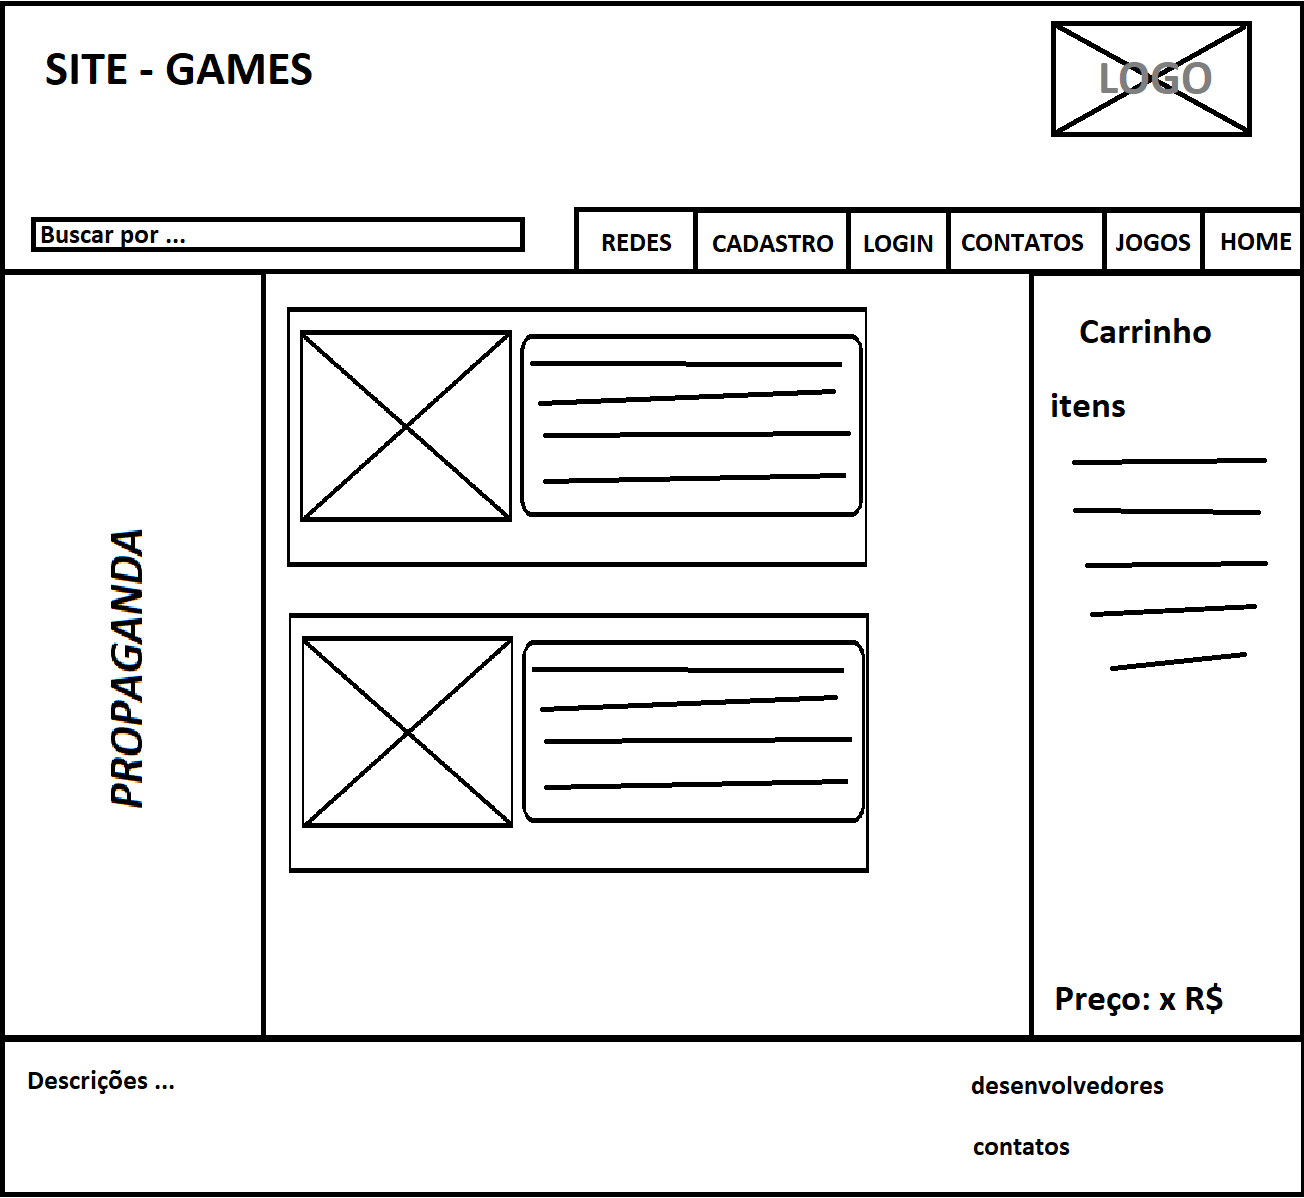 SITE - GAMES
LOGO
Buscar por ...
REDES
CADASTRO
LOGIN
CONTATOS
JOGOS
HOME
PROPAGANDA
Carrinho
itens
Preço: x R$
Descrições ...
desenvolvedores
contatos